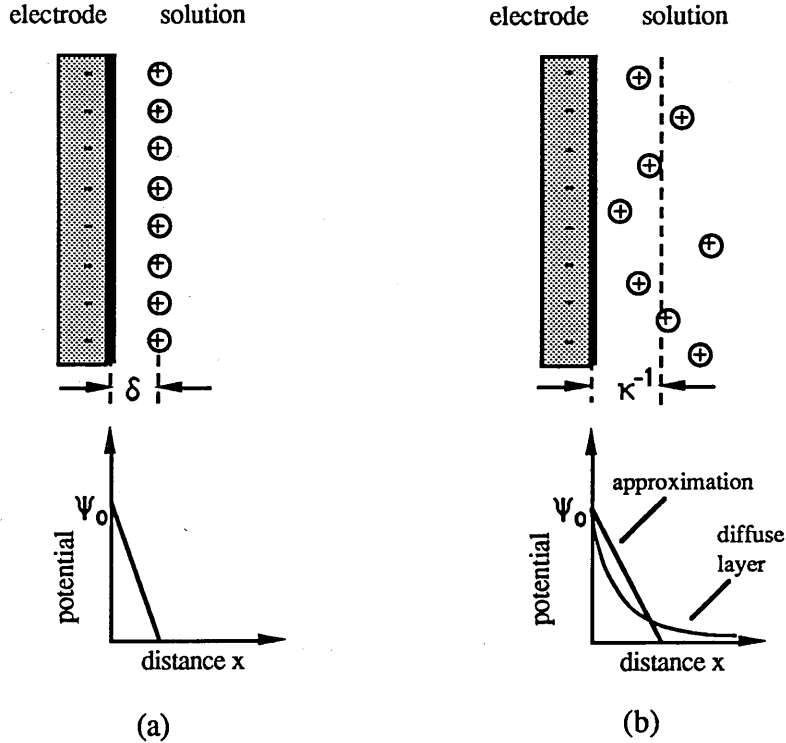 electrode solution
δ
Ψ₀
potential
distance x
(a)
electrode solution
κ⁻¹
approximation
Ψ₀
diffuse
layer
potential
distance x
(b)